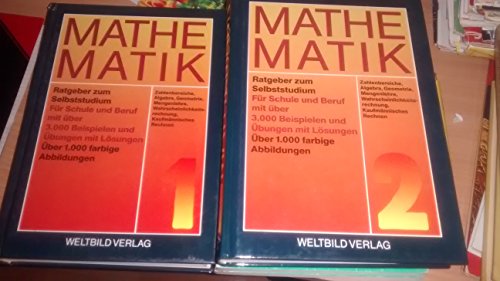 MATHE
MATIK
Ratgeber zum
Selbststudium
Für Schule und Beruf
mit über
3.000 Beispielen und
Übungen mit Lösungen
Über 1.000 farbige
Abbildungen
Zahlenbereiche,
Algebra, Geometrie,
Mengenlehre,
Wahrscheinlichkeits-
rechnung,
Kaufmännisches
Rechnen
1
WELTBILD VERLAG
MATHE
MATIK
Ratgeber zum
Selbststudium
Für Schule und Beruf
mit über
3.000 Beispielen und
Übungen mit Lösungen
Über 1.000 farbige
Abbildungen
Zahlenbereiche,
Algebra, Geometrie,
Mengenlehre,
Wahrscheinlichkeits-
rechnung,
Kaufmännisches
Rechnen
2
WELTBILD VERLAG